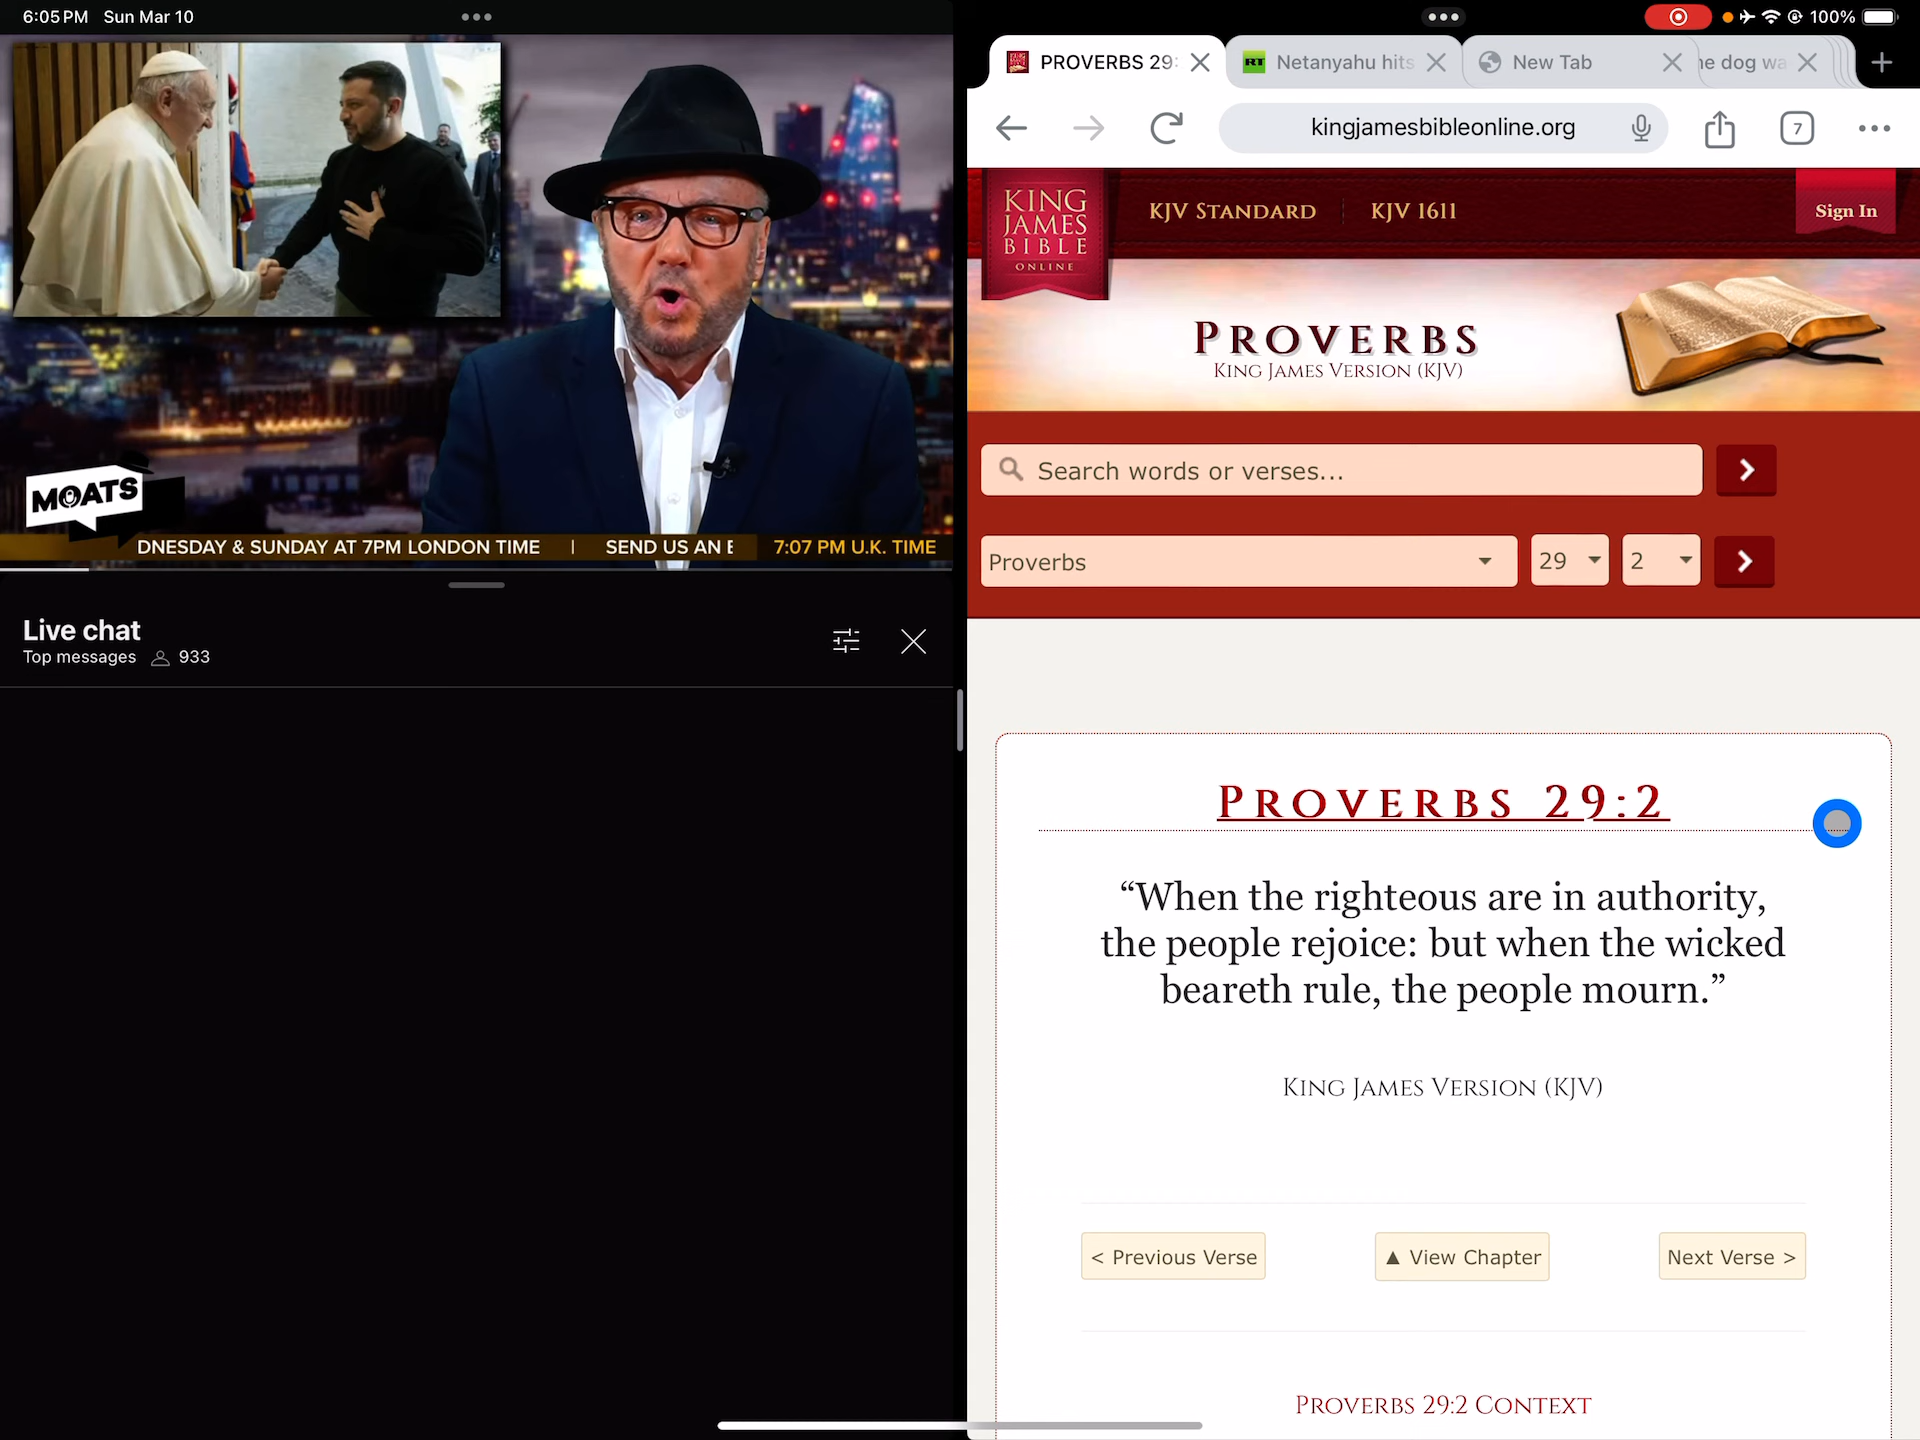 6:05 PM Sun Mar 10
100%
MOATS
DNESDAY & SUNDAY AT 7PM LONDON TIME | SEND US AN E
7:07 PM U.K. TIME
Live chat
Top messages 933
PROVERBS 29:
RT Netanyahu hits
New Tab
he dog wa
kingjamesbibleonline.org
7
KING
JAMES
BIBLE
ONLINE
KJV STANDARD
KJV 1611
Sign In
PROVERBS
KING JAMES VERSION (KJV)
Search words or verses...
Proverbs 29 2
PROVERBS 29:2
“When the righteous are in authority,
the people rejoice: but when the wicked
beareth rule, the people mourn.”
KING JAMES VERSION (KJV)
< Previous Verse
▲ View Chapter
Next Verse >
PROVERBS 29:2 CONTEXT